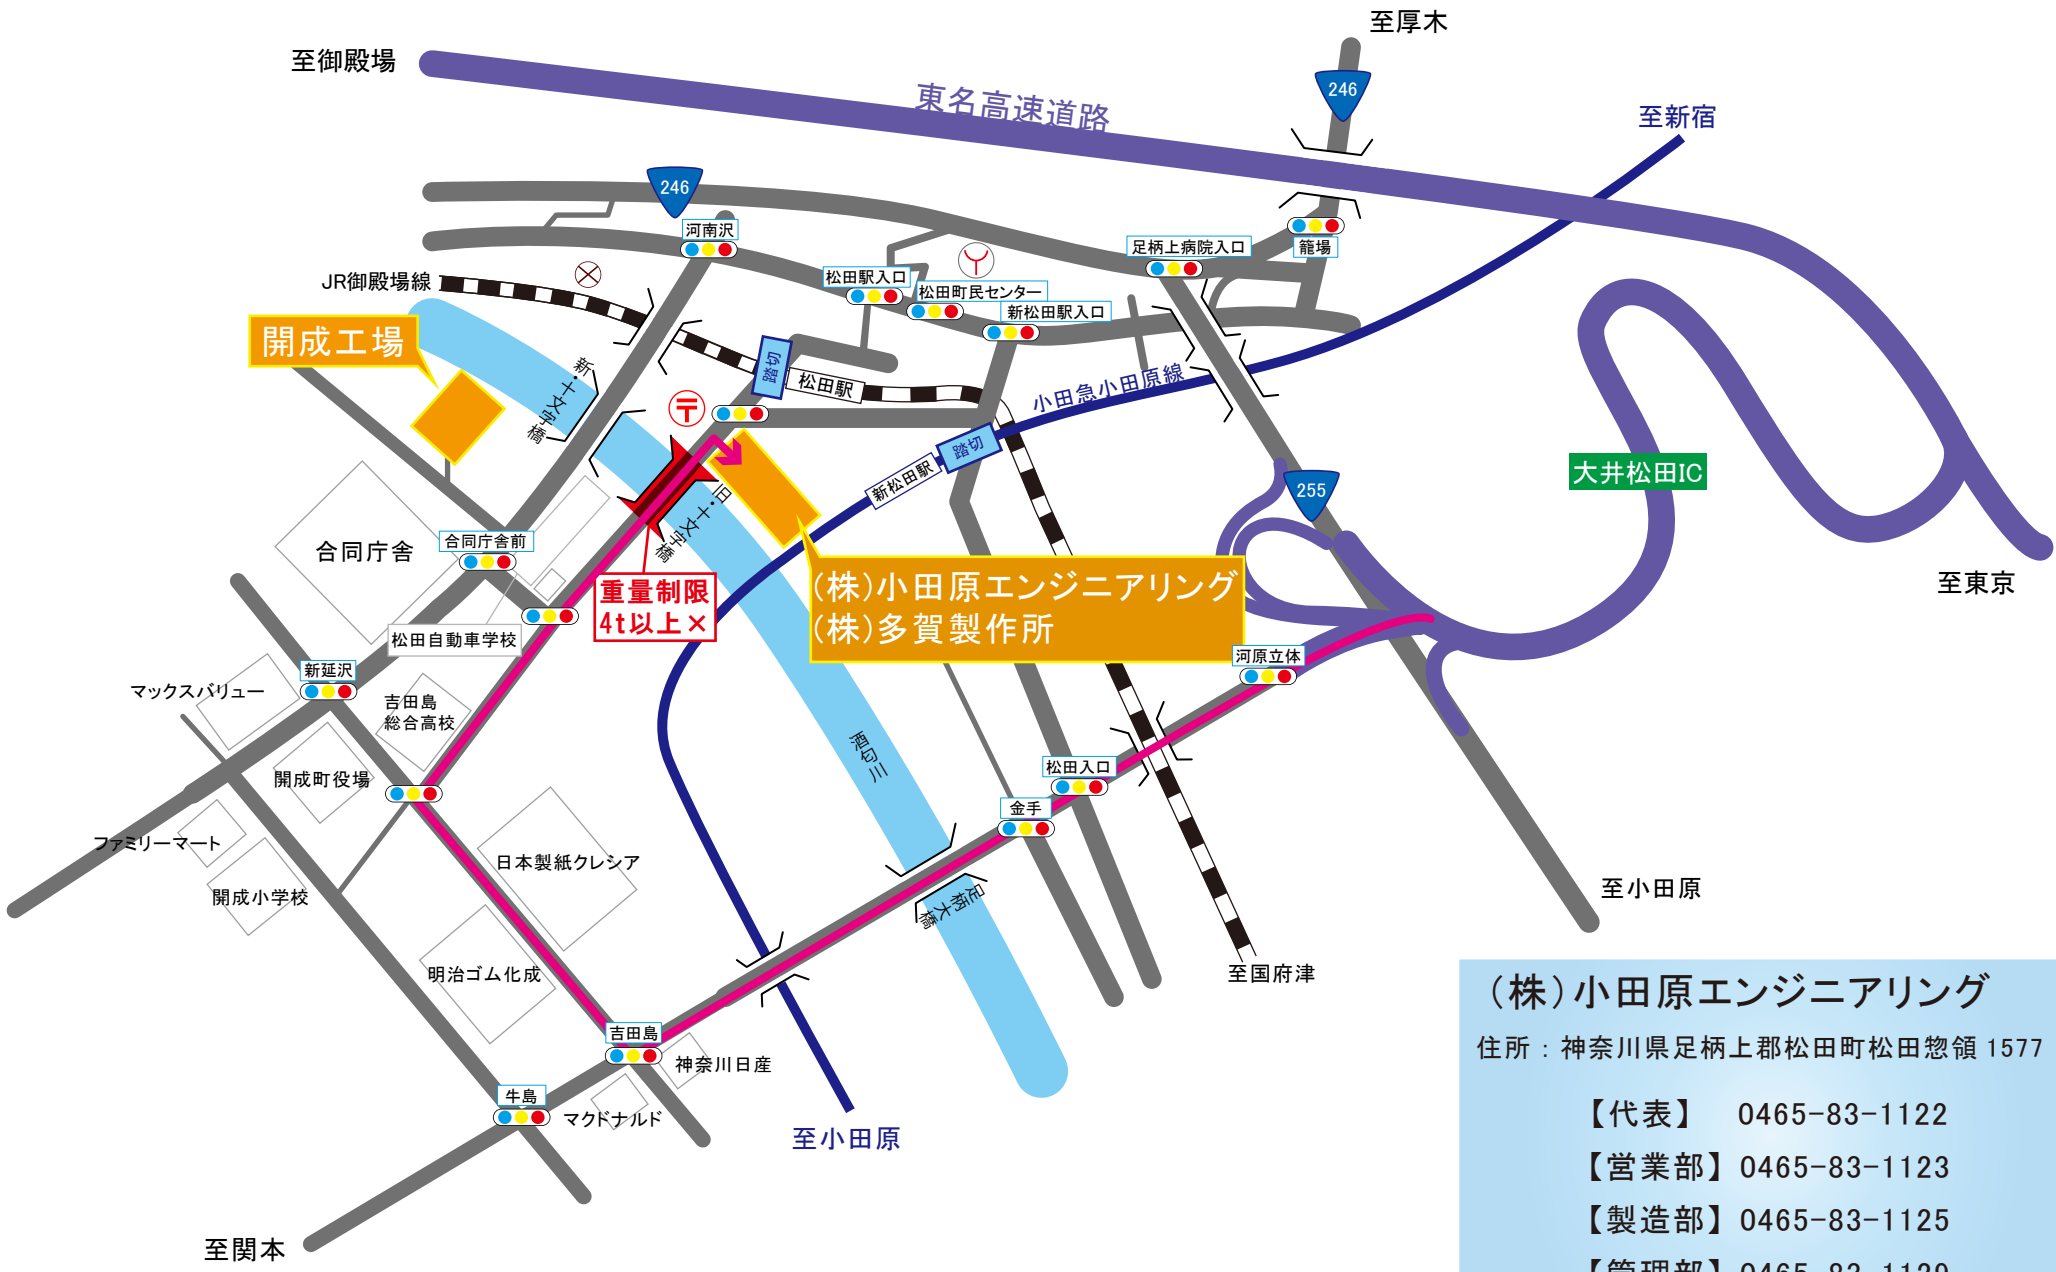 至厚木
至御殿場
東名高速道路
246
至新宿
246
河南沢
足柄上病院入口
籠場
JR御殿場線
松田駅入口
松田町民センター
新松田駅入口
開成工場
新・十文字橋
踏切
松田駅
小田急小田原線
〒
踏切
新松田駅
大井松田IC
255
旧・十文字橋
合同庁舎
合同庁舎前
重量制限
4t以上×
(株)小田原エンジニアリング
(株)多賀製作所
至東京
松田自動車学校
新延沢
河原立体
マックスバリュー
吉田島
総合高校
酒匂川
開成町役場
松田入口
金手
ファミリーマート
日本製紙クレシア
開成小学校
足柄大橋
至小田原
明治ゴム化成
至国府津
吉田島
神奈川日産
牛島
マクドナルド
至小田原
至関本
(株)小田原エンジニアリング
住所：神奈川県足柄上郡松田町松田惣領1577
【代表】 0465-83-1122
【営業部】0465-83-1123
【製造部】0465-83-1125